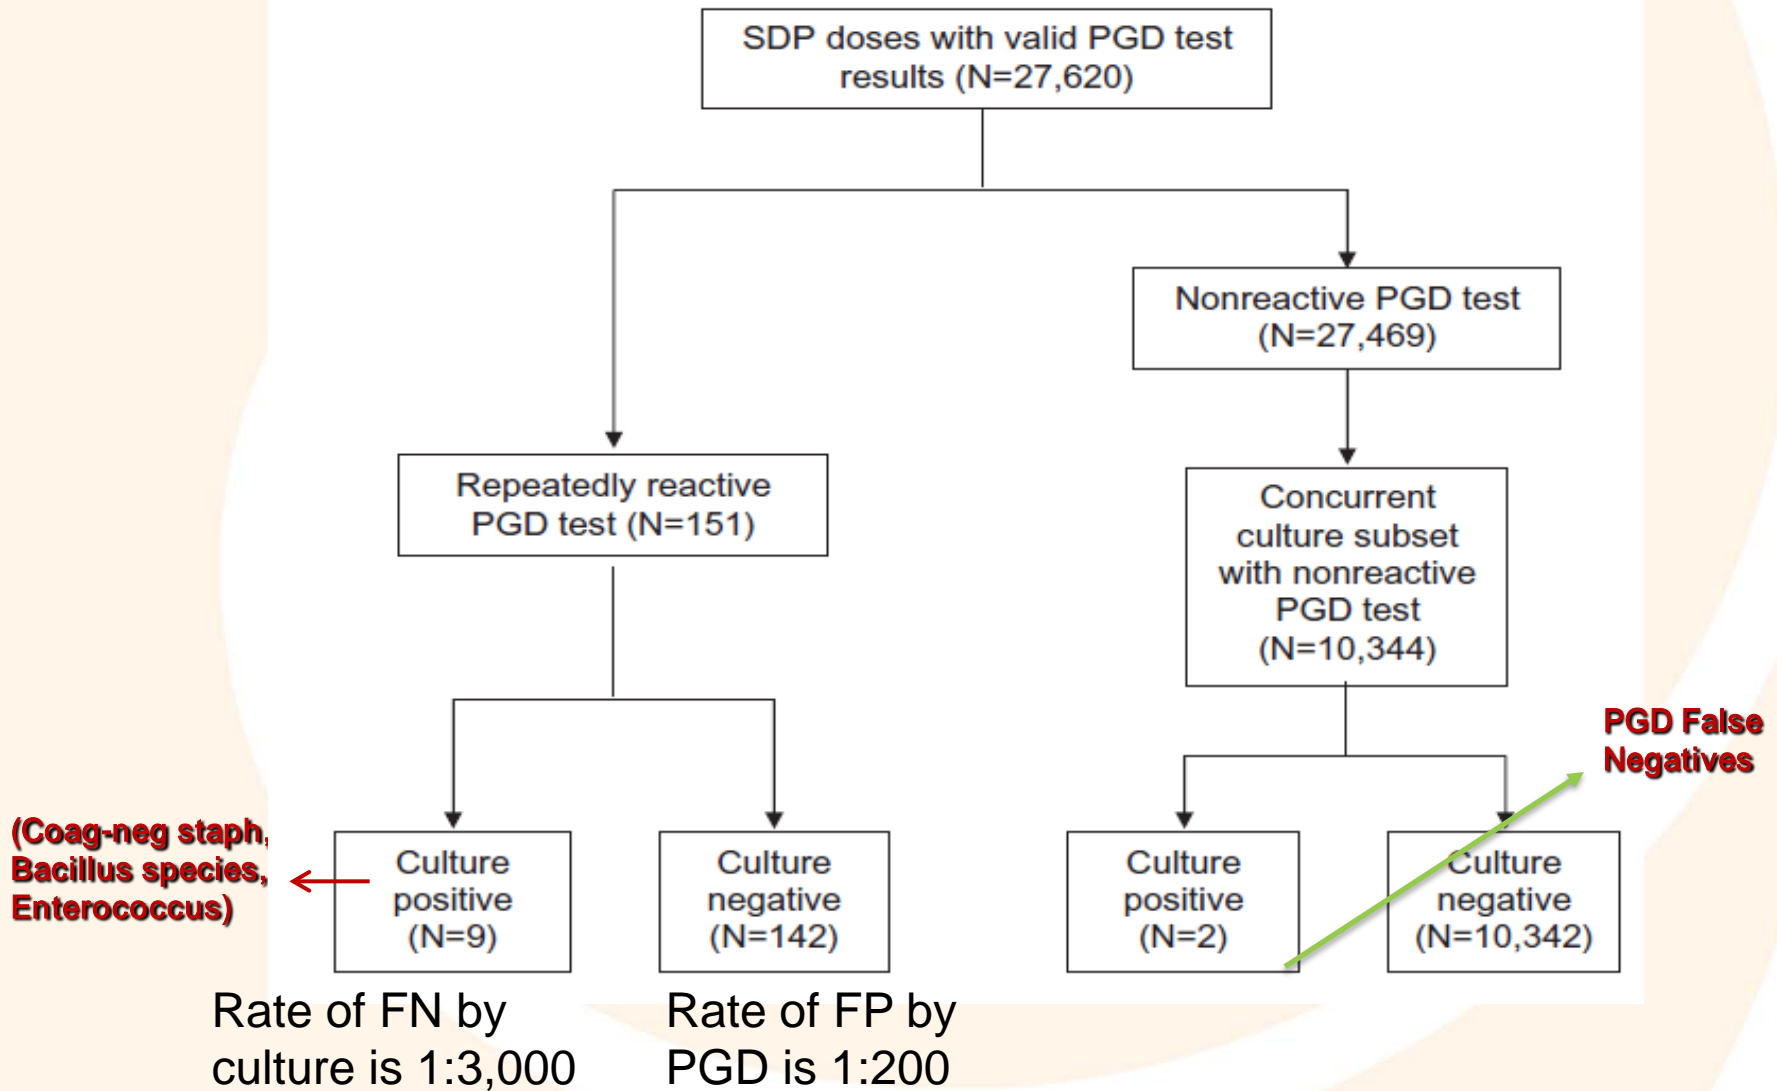 SDP doses with valid PGD test
results (N=27,620)
Nonreactive PGD test
(N=27,469)
Repeatedly reactive
PGD test (N=151)
Concurrent
culture subset
with nonreactive
PGD test
(N=10,344)
PGD False
Negatives
(Coag-neg staph,
Bacillus species,
Enterococcus)
Culture
positive
(N=9)
Culture
negative
(N=142)
Culture
positive
(N=2)
Culture
negative
(N=10,342)
Rate of FN by
culture is 1:3,000
Rate of FP by
PGD is 1:200